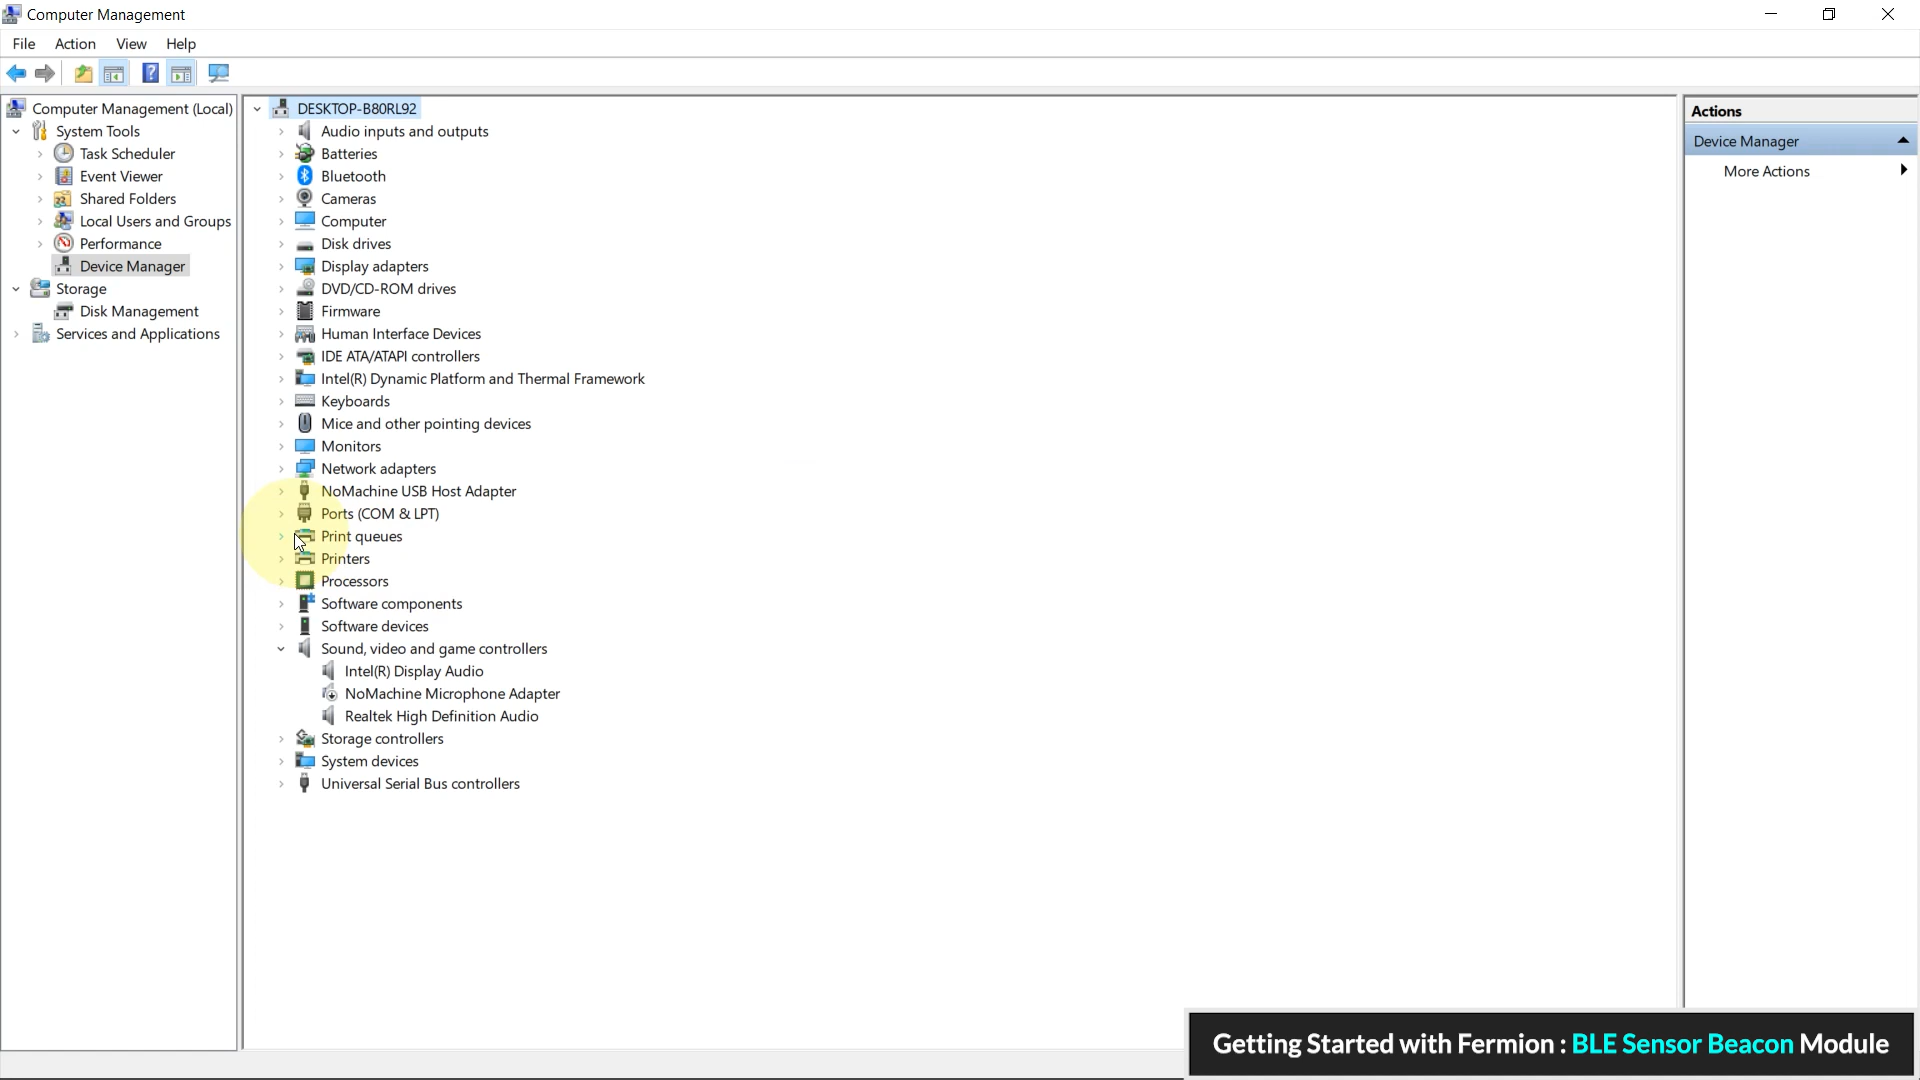 Computer Management
File Action View Help
Computer Management (Local)
System Tools
Task Scheduler
Event Viewer
Shared Folders
Local Users and Groups
Performance
Device Manager
Storage
Disk Management
Services and Applications
DESKTOP-B80RL92
Audio inputs and outputs
Batteries
Bluetooth
Cameras
Computer
Disk drives
Display adapters
DVD/CD-ROM drives
Firmware
Human Interface Devices
IDE ATA/ATAPI controllers
Intel(R) Dynamic Platform and Thermal Framework
Keyboards
Mice and other pointing devices
Monitors
Network adapters
NoMachine USB Host Adapter
Ports (COM & LPT)
Print queues
Printers
Processors
Software components
Software devices
Sound, video and game controllers
Intel(R) Display Audio
NoMachine Microphone Adapter
Realtek High Definition Audio
Storage controllers
System devices
Universal Serial Bus controllers
Actions
Device Manager
More Actions
Getting Started with Fermion : BLE Sensor Beacon Module